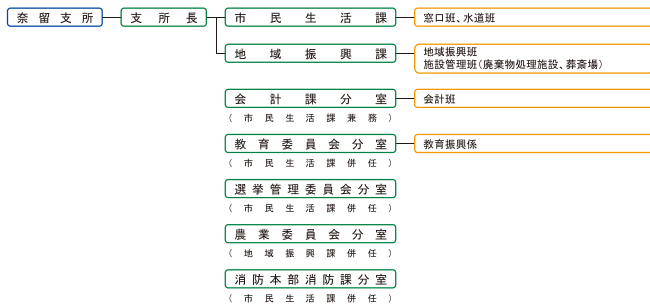 奈留支所
支所長
市民生活課
窓口班、水道班
地域振興課
地域振興班
施設管理班（廃棄物処理施設、葬斎場）
会計課分室
会計班
（市民生活課兼務）
教育委員会分室
教育振興係
（市民生活課併任）
選挙管理委員会分室
（市民生活課併任）
農業委員会分室
（地域振興課併任）
消防本部消防課分室
（市民生活課併任）